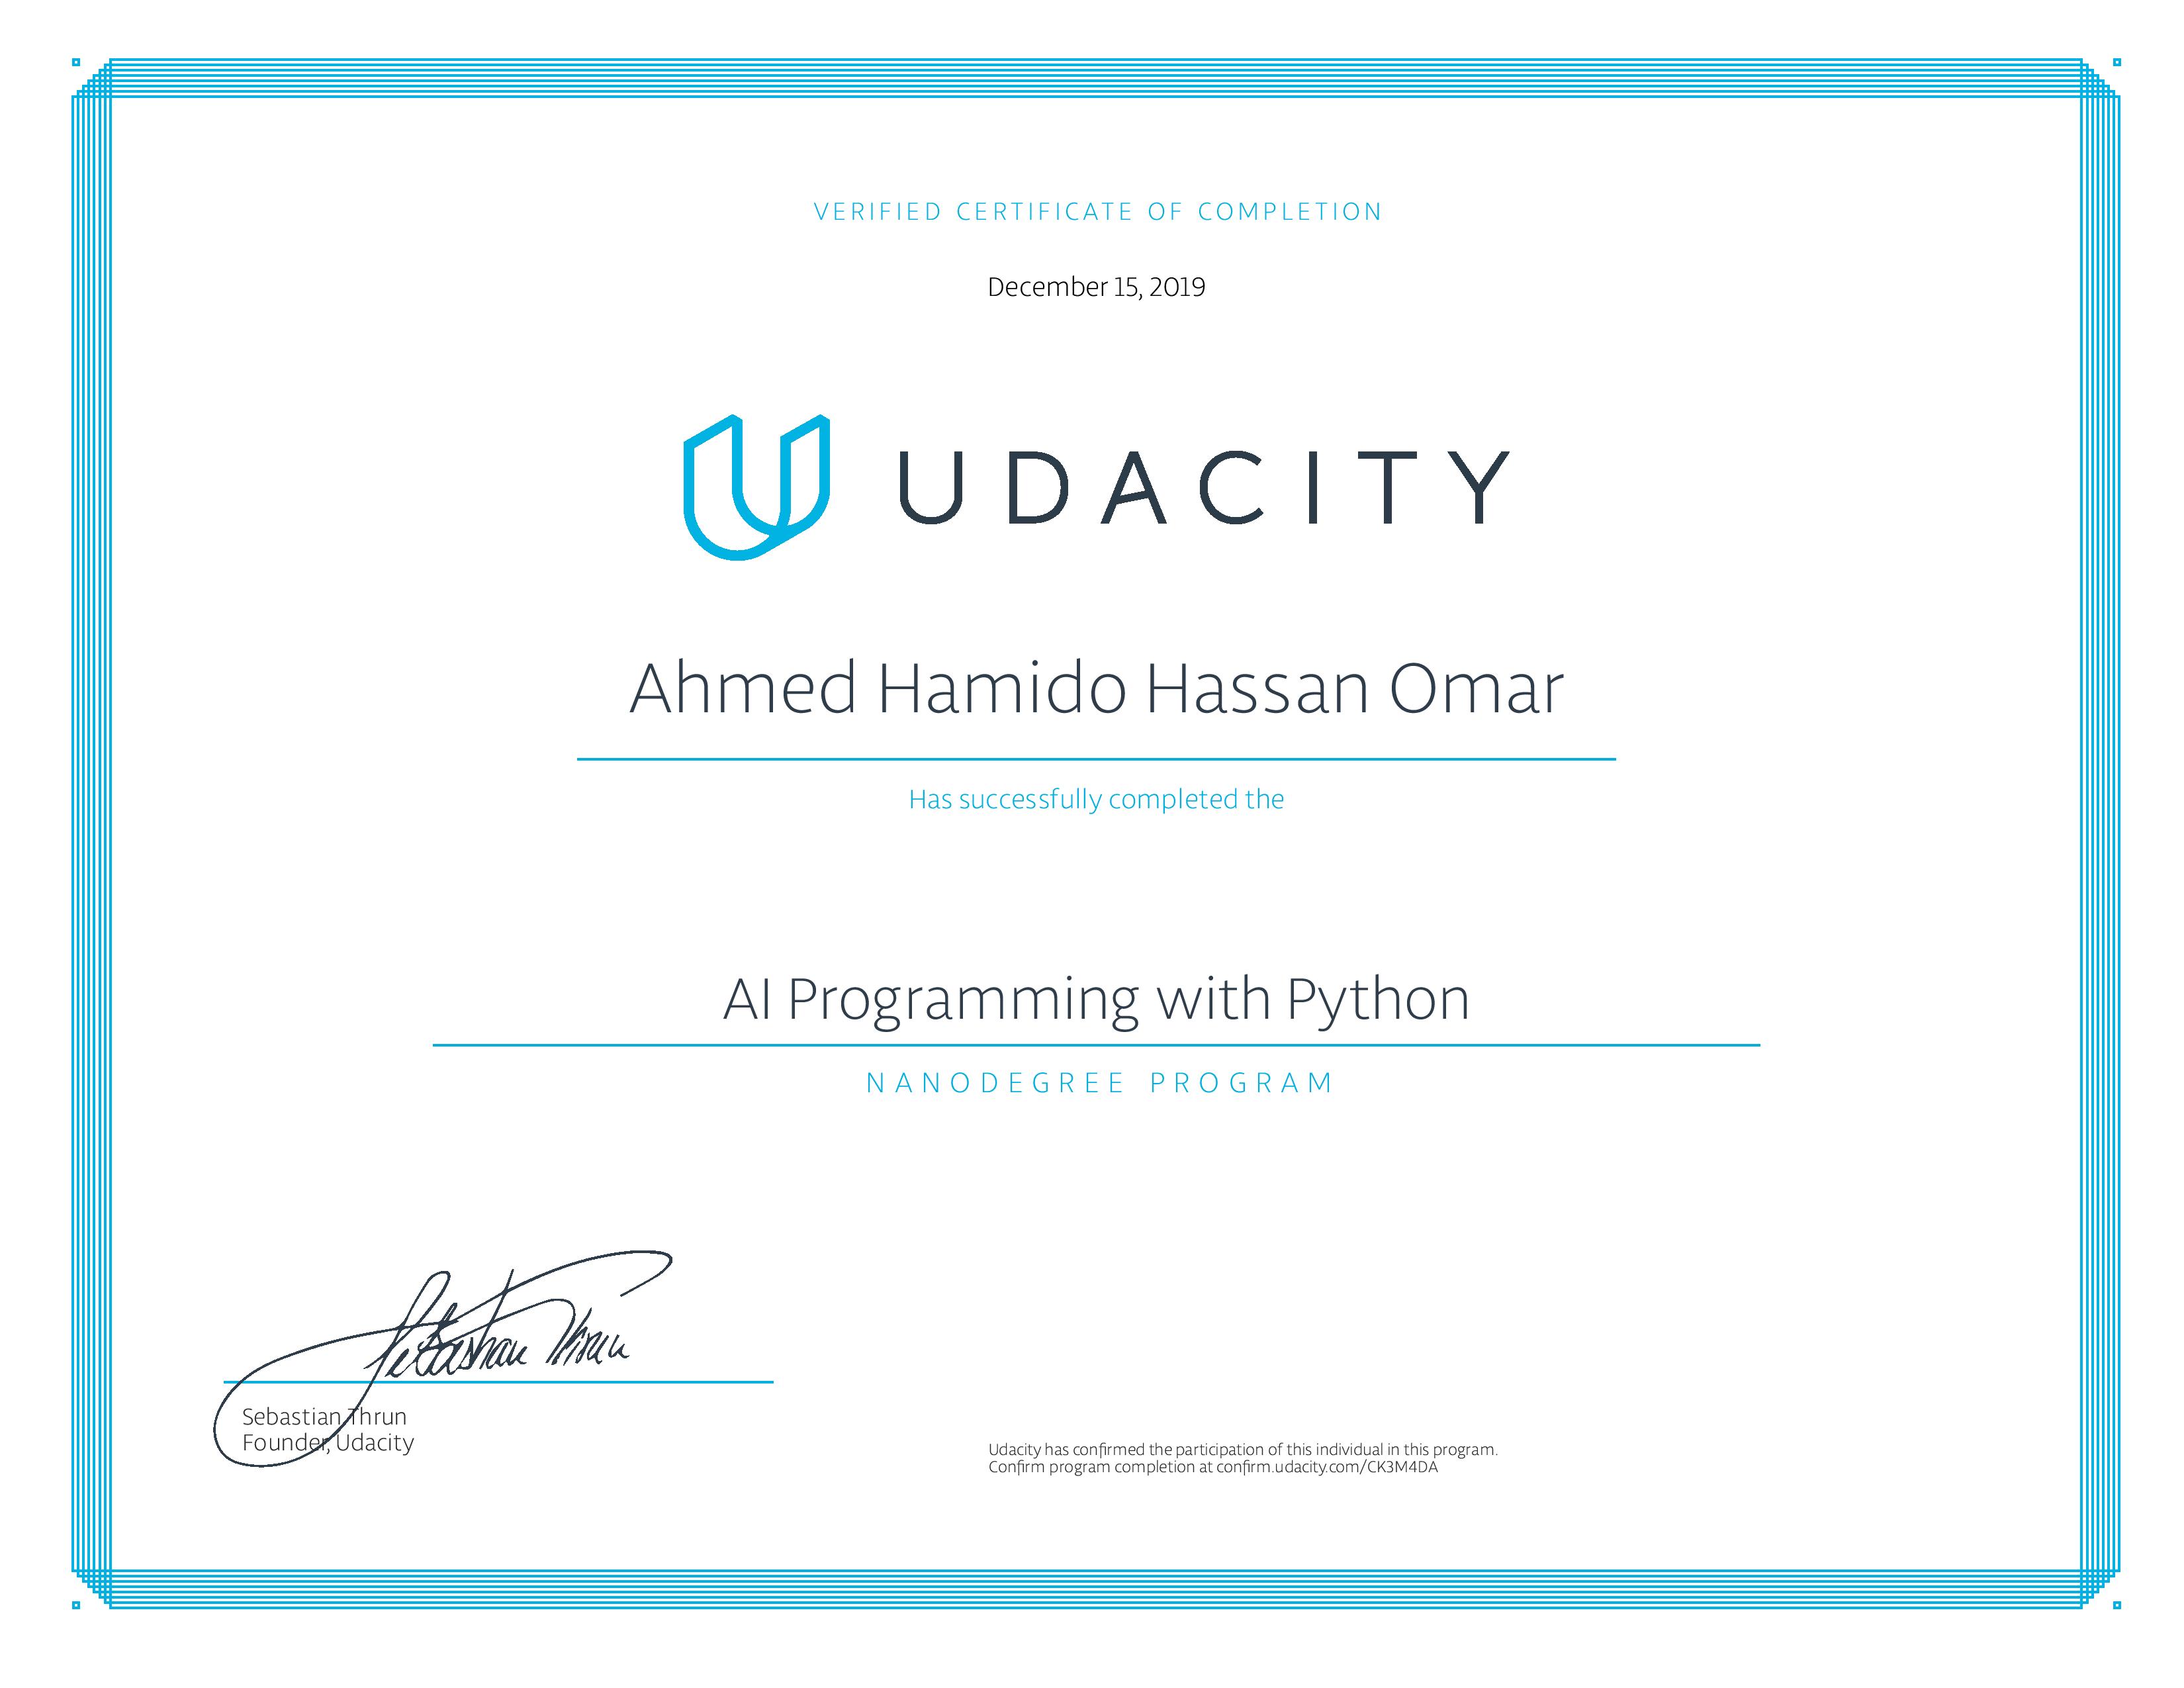 VERIFIED CERTIFICATE OF COMPLETION
December 15, 2019
UDACITY
Ahmed Hamido Hassan Omar
Has successfully completed the
AI Programming with Python
NANODEGREE PROGRAM
Sebastian Thrun
Sebastian Thrun
Founder, Udacity
Udacity has confirmed the participation of this individual in this program.
Confirm program completion at confirm.udacity.com/CK3M4DA